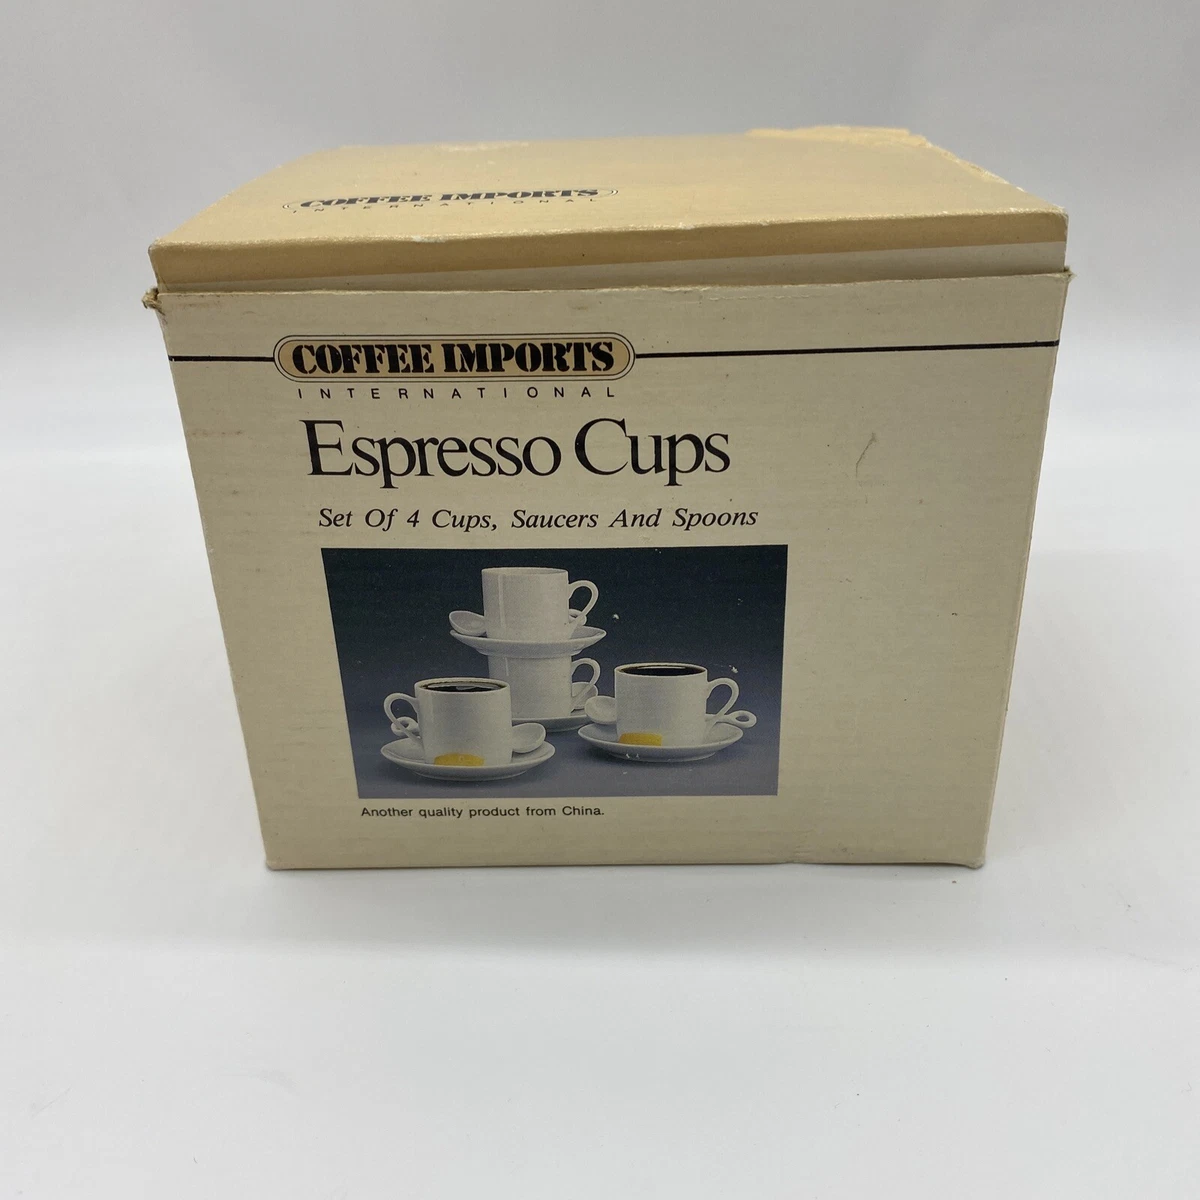 COFFEE IMPORTS
INTERNATIONAL
COFFEE IMPORTS
INTERNATIONAL
Espresso Cups
Set Of 4 Cups, Saucers And Spoons
Another quality product from China.